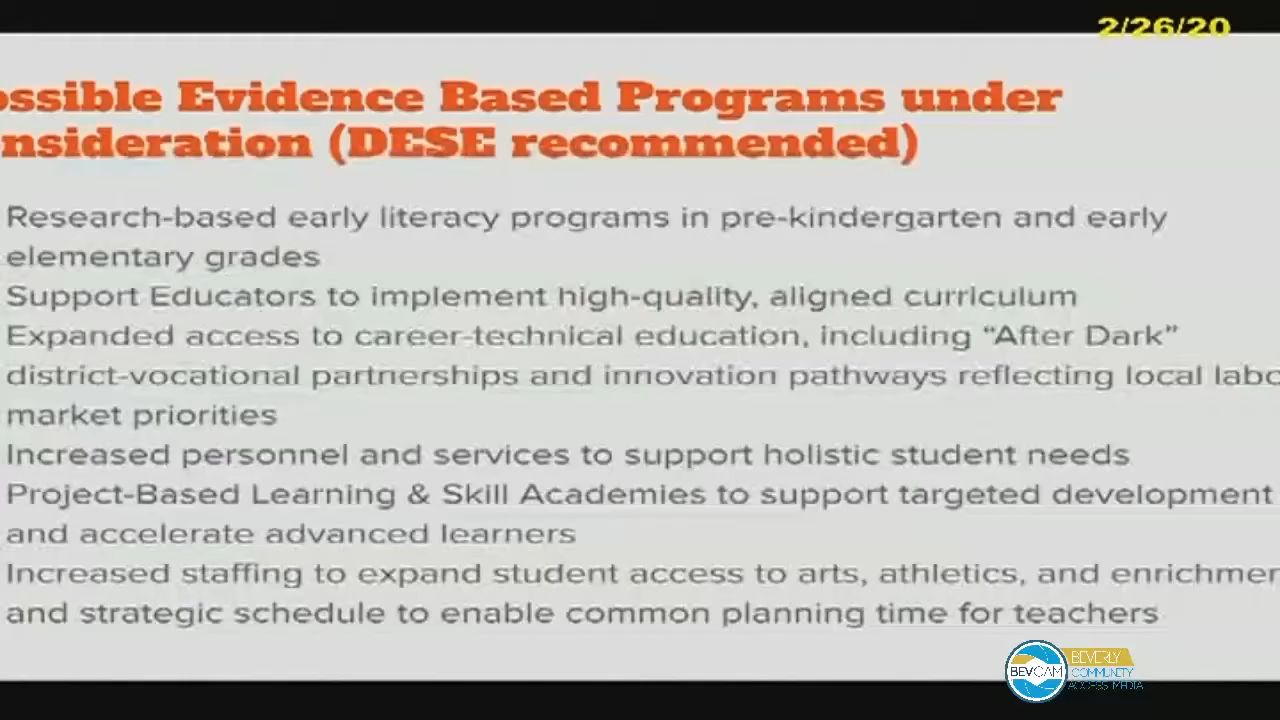 2/26/20
ossible Evidence Based Programs under
nsideration (DESE recommended)
Research-based early literacy programs in pre-kindergarten and early
elementary grades
Support Educators to implement high-quality, aligned curriculum
Expanded access to career-technical education, including “After Dark”
district-vocational partnerships and innovation pathways reflecting local labo
market priorities
Increased personnel and services to support holistic student needs
Project-Based Learning & Skill Academies to support targeted development
and accelerate advanced learners
Increased staffing to expand student access to arts, athletics, and enrichmen
and strategic schedule to enable common planning time for teachers
BEVCAM
BEVERLY
COMMUNITY
ACCESS MEDIA